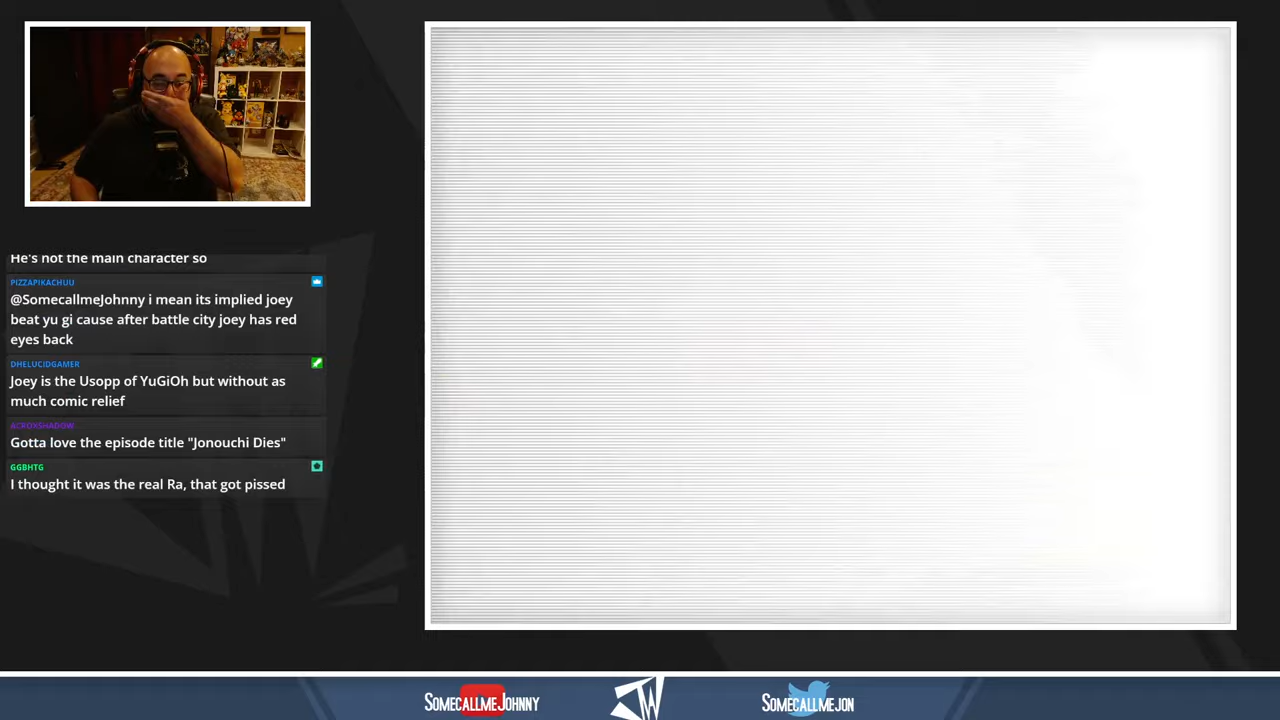 He's not the main character so
PIZZAPIKACHUU
@SomecallmeJohnny i mean its implied joey
beat yu gi cause after battle city joey has red
eyes back
DHELUCIDGAMER
Joey is the Usopp of YuGiOh but without as
much comic relief
ACROXSHADOW
Gotta love the episode title "Jonouchi Dies"
GGBHTG
I thought it was the real Ra, that got pissed
SOMECALLMEJOHNNY
SOMECALLMEJON